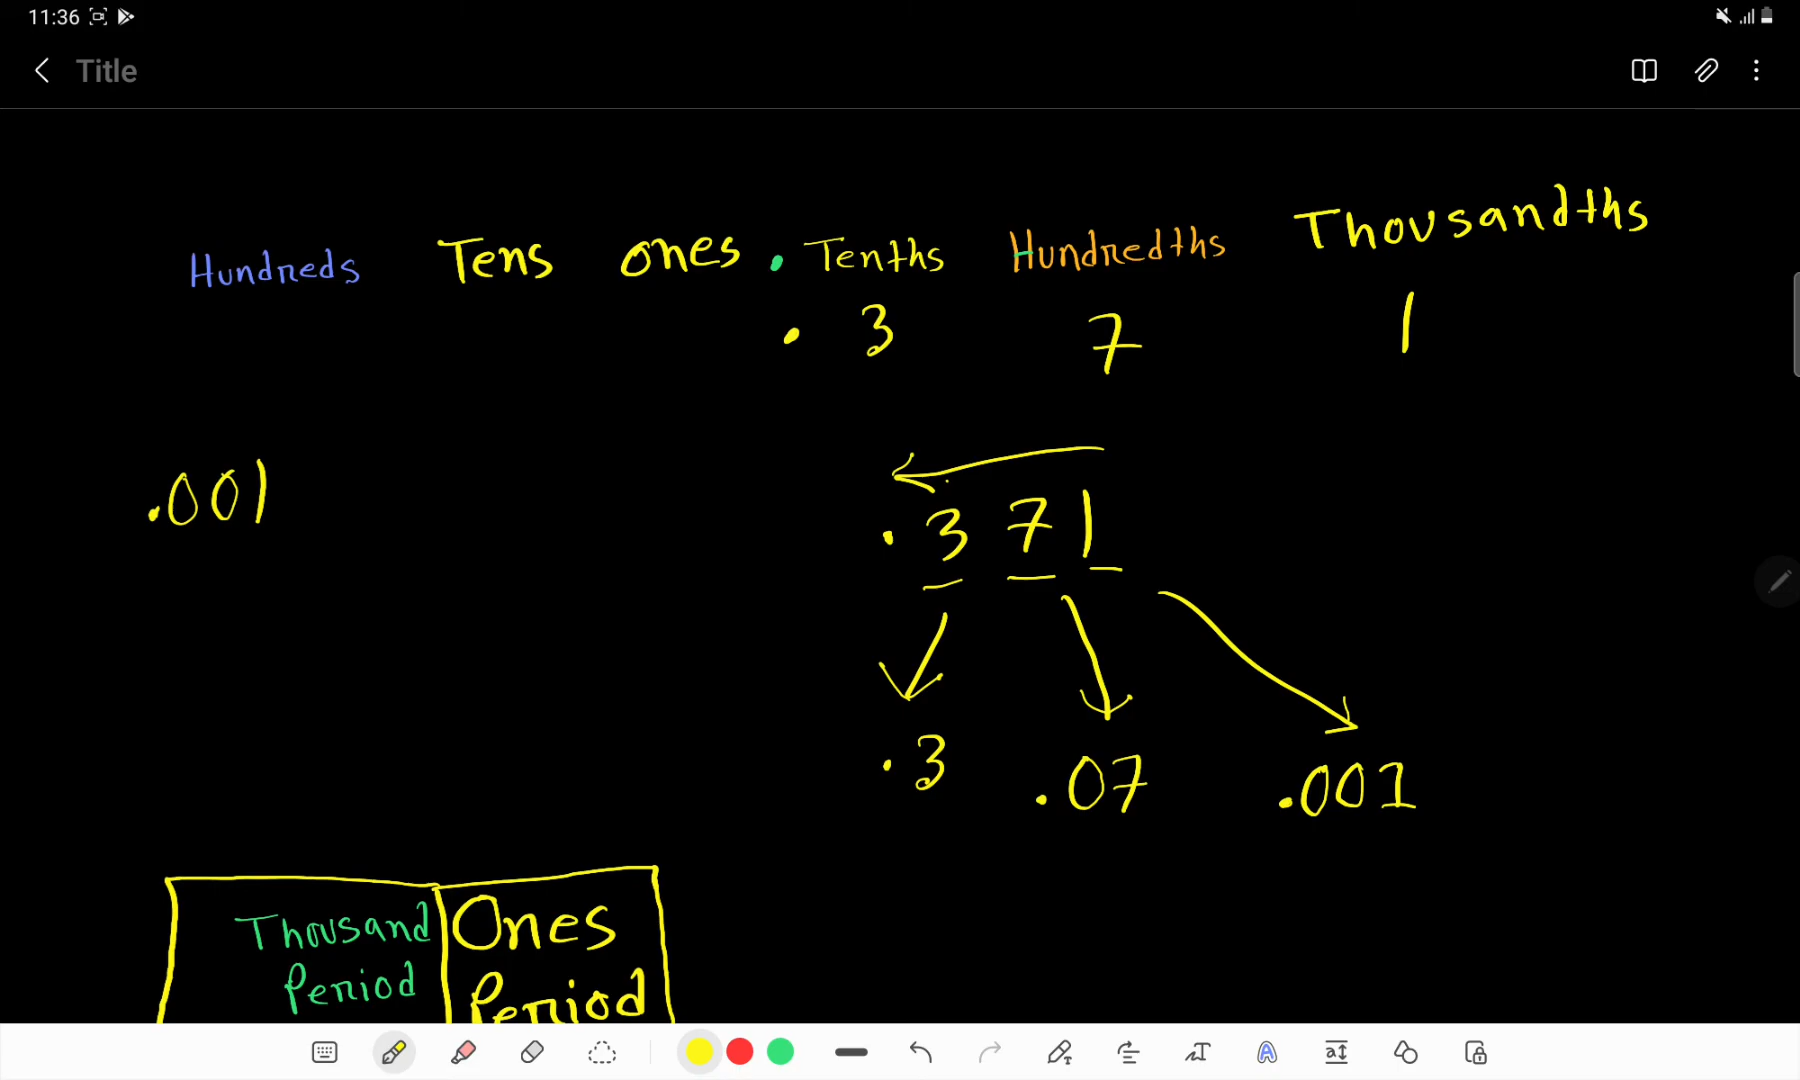 11:36
Title
Hundreds Tens ones . Tenths Hundredths Thousandths
. 3 7 1
.001
. 3 7 1
. 3 .07 .001
Thousand Ones
Period Period